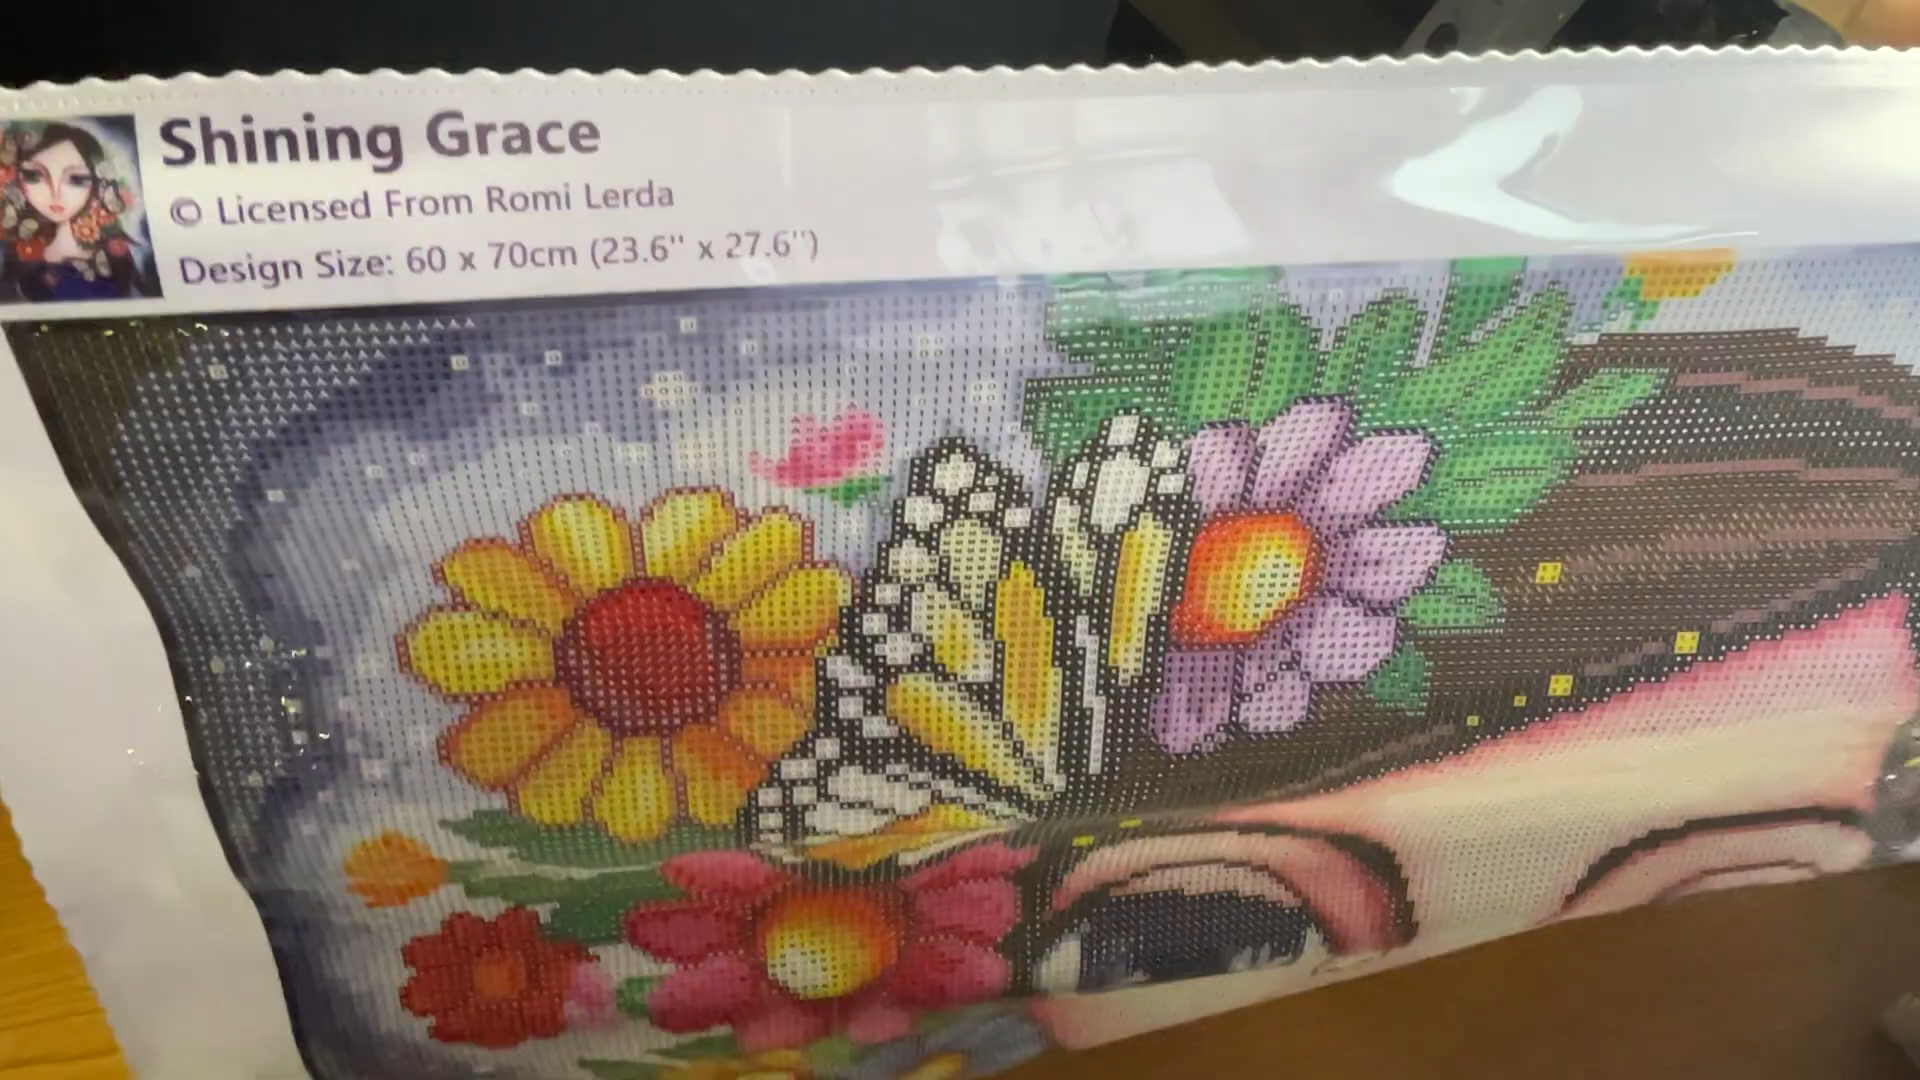 Shining Grace
© Licensed From Romi Lerda
Design Size: 60 x 70cm (23.6" x 27.6")